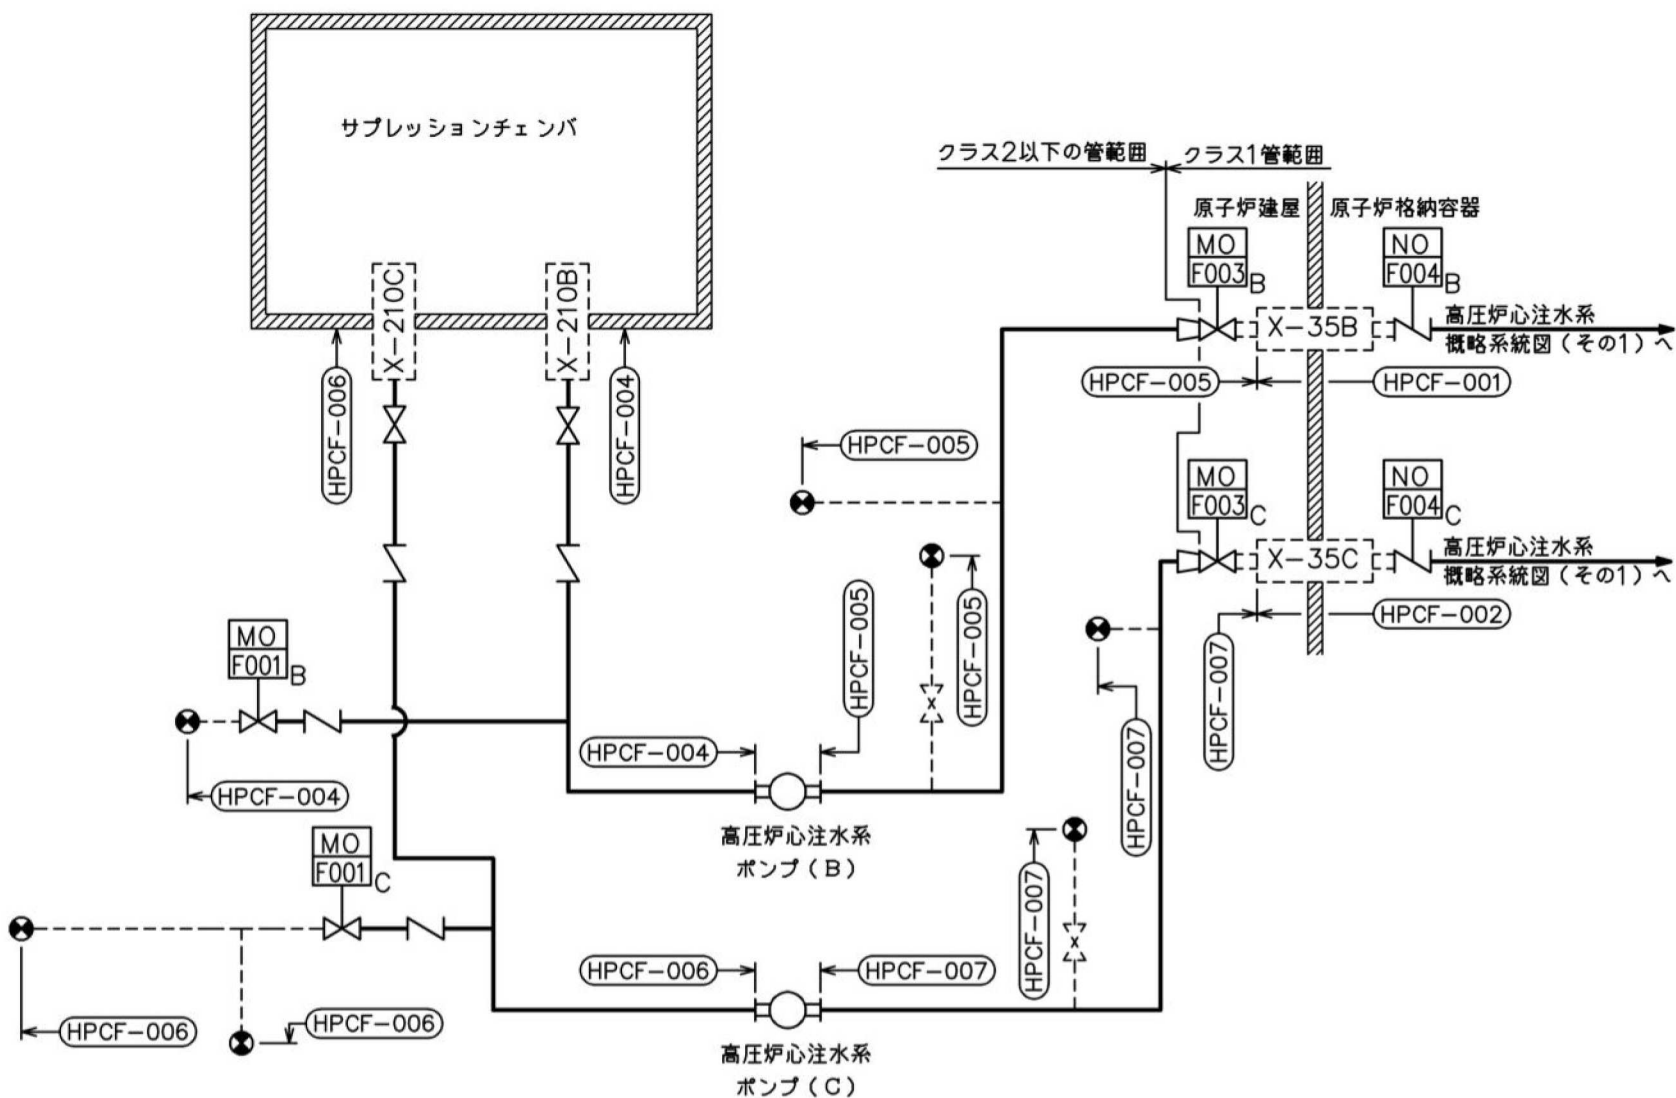 サプレッションチェンバ
クラス2以下の管範囲
クラス1管範囲
原子炉建屋
原子炉格納容器
MO
F003
B
NO
F004
B
X-210C
X-210B
X-35B
高圧炉心注水系
概略系統図(その1)へ
HPCF-006
HPCF-004
HPCF-005
HPCF-001
HPCF-005
MO
F003
C
NO
F004
C
X-35C
高圧炉心注水系
概略系統図(その1)へ
HPCF-005
HPCF-005
HPCF-002
HPCF-007
MO
F001
B
X
HPCF-007
HPCF-004
HPCF-004
高圧炉心注水系
ポンプ(B)
MO
F001
C
HPCF-007
X
HPCF-006
HPCF-007
HPCF-006
HPCF-006
高圧炉心注水系
ポンプ(C)